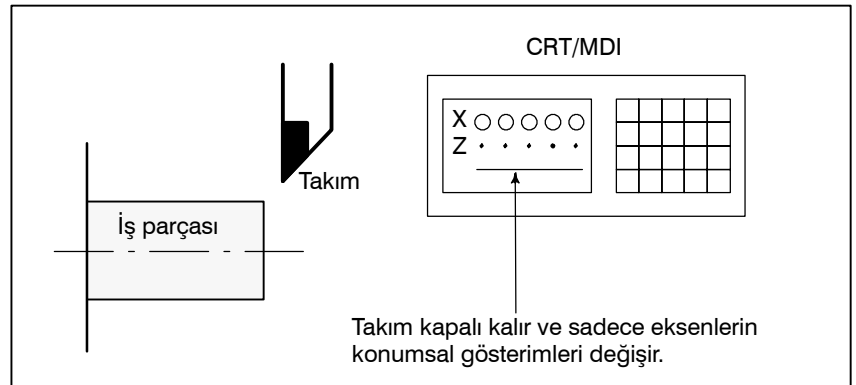 CRT/MDI
X
Z
Takım
İş parçası
Takım kapalı kalır ve sadece eksenlerin
konumsal gösterimleri değişir.